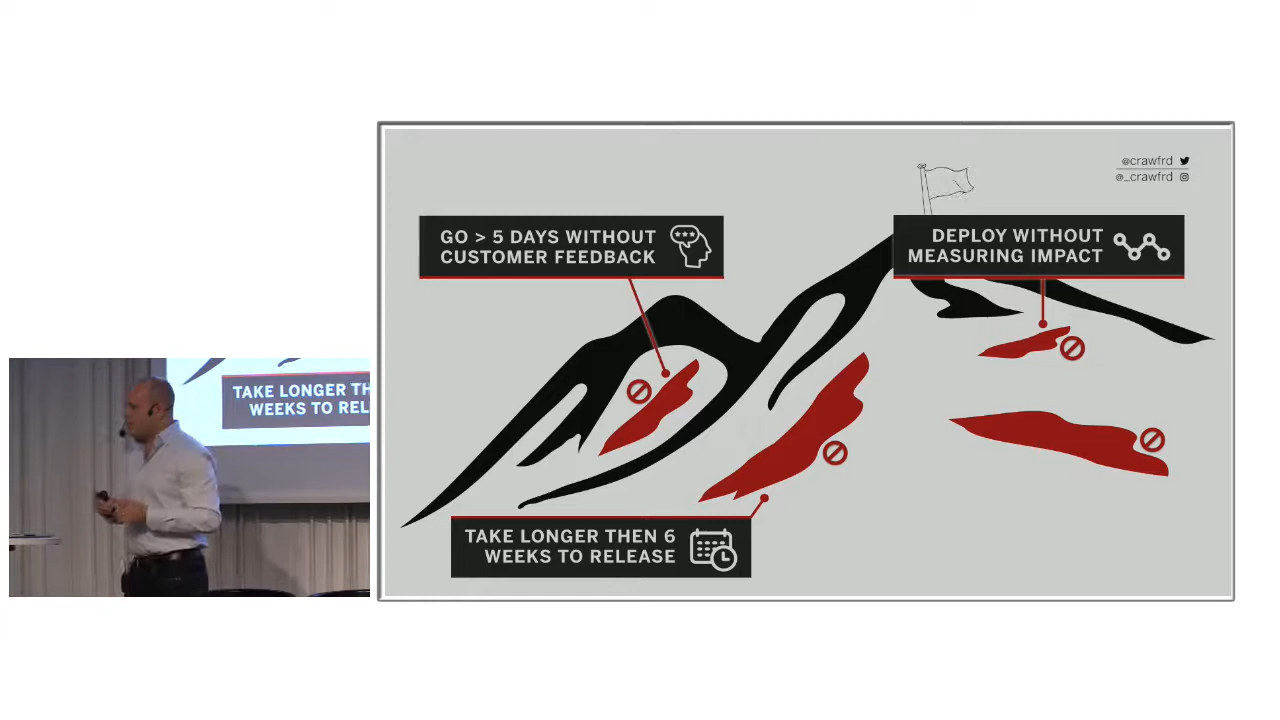 @crawfrd
@_crawfrd
GO > 5 DAYS WITHOUT
CUSTOMER FEEDBACK
DEPLOY WITHOUT
MEASURING IMPACT
TAKE LONGER THEN 6
WEEKS TO RELEASE
TAKE LONGER TH
WEEKS TO REL